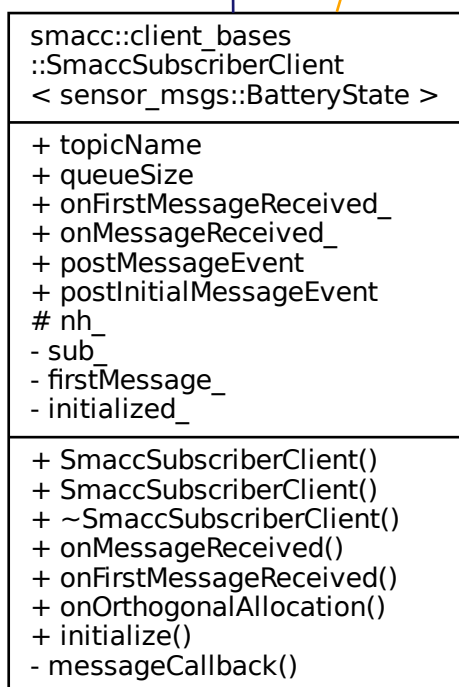 smacc::client_bases
::SmaccSubscriberClient
< sensor_msgs::BatteryState >
+ topicName
+ queueSize
+ onFirstMessageReceived_
+ onMessageReceived_
+ postMessageEvent
+ postInitialMessageEvent
# nh_
- sub_
- firstMessage_
- initialized_
+ SmaccSubscriberClient()
+ SmaccSubscriberClient()
+ ~SmaccSubscriberClient()
+ onMessageReceived()
+ onFirstMessageReceived()
+ onOrthogonalAllocation()
+ initialize()
- messageCallback()